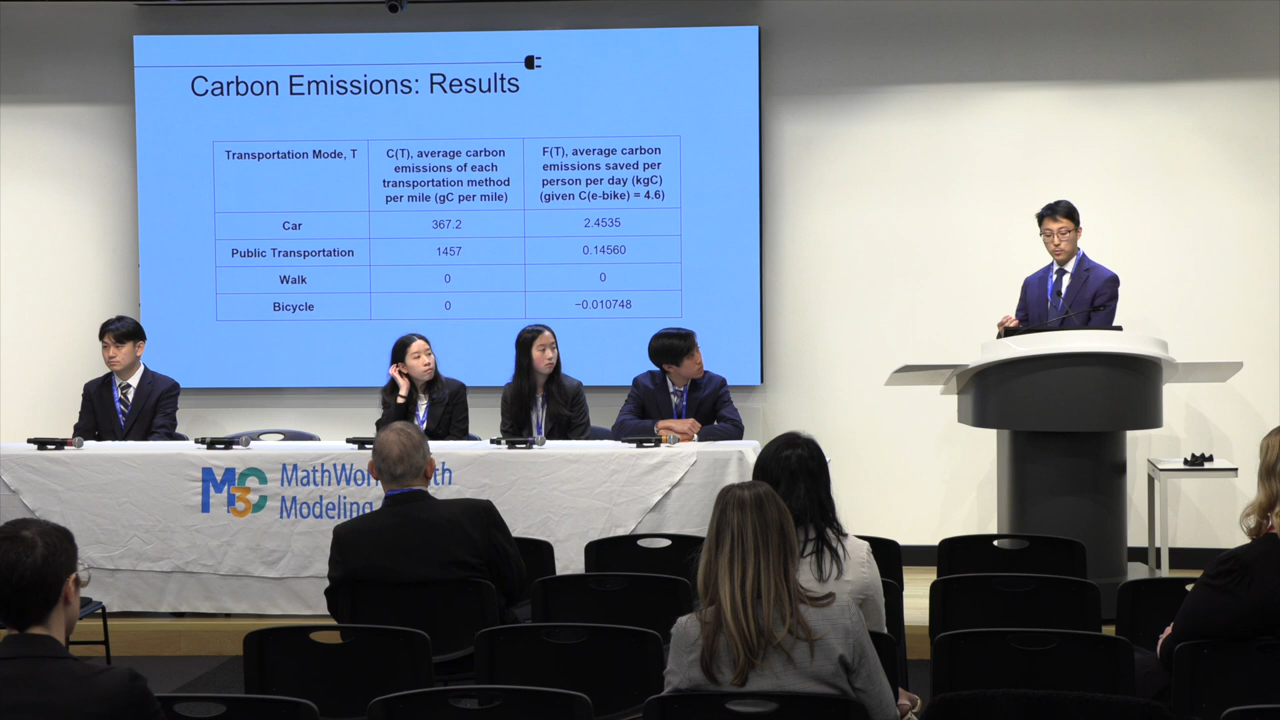 Carbon Emissions: Results
Transportation Mode, T
C(T), average carbon
emissions of each
transportation method
per mile (gC per mile)
F(T), average carbon
emissions saved per
person per day (kgC)
(given C(e-bike) = 4.6)
Car 367.2 2.4535
Public Transportation 1457 0.14560
Walk 0 0
Bicycle 0 −0.010748
M3C
Modeling